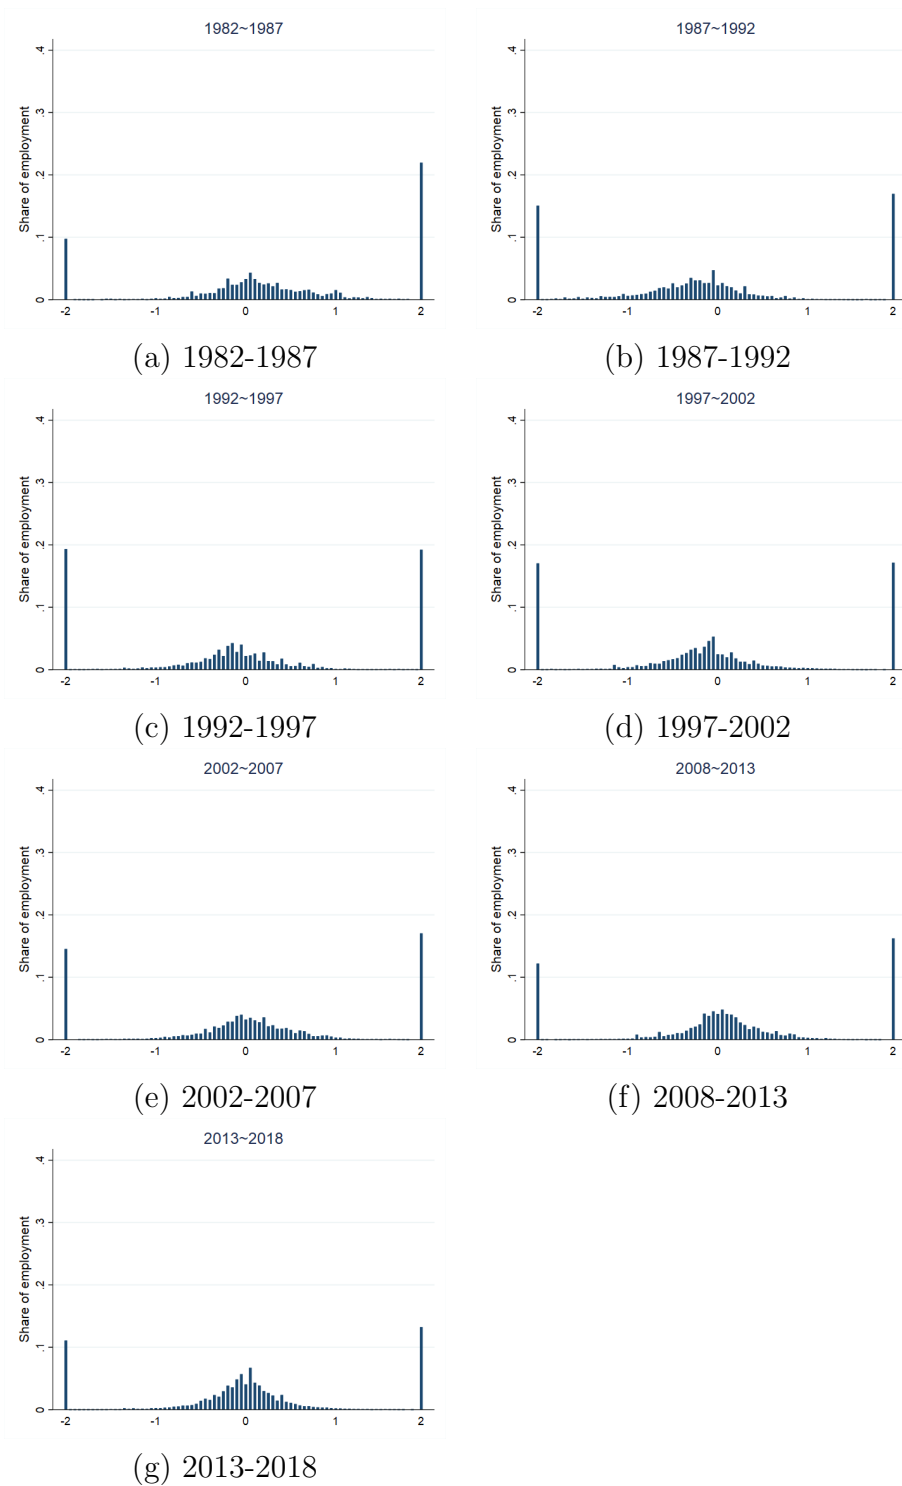 1982~1987
Share of employment
.4
.3
.2
.1
0
-2 -1 0 1 2
(a) 1982-1987
1987~1992
Share of employment
.4
.3
.2
.1
0
-2 -1 0 1 2
(b) 1987-1992
1992~1997
Share of employment
.4
.3
.2
.1
0
-2 -1 0 1 2
(c) 1992-1997
1997~2002
Share of employment
.4
.3
.2
.1
0
-2 -1 0 1 2
(d) 1997-2002
2002~2007
Share of employment
.4
.3
.2
.1
0
-2 -1 0 1 2
(e) 2002-2007
2008~2013
Share of employment
.4
.3
.2
.1
0
-2 -1 0 1 2
(f) 2008-2013
2013~2018
Share of employment
.4
.3
.2
.1
0
-2 -1 0 1 2
(g) 2013-2018